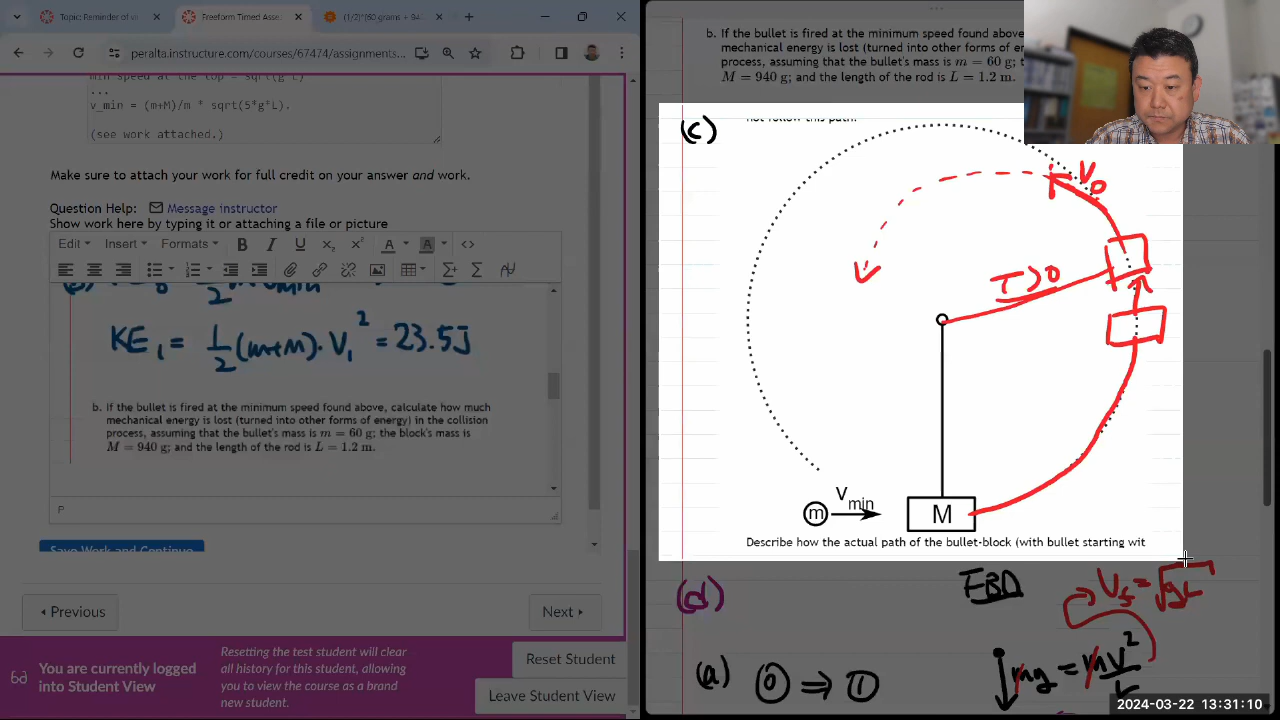 Topic: Reminder of v
Freeform Timed Asse
(1/2)*(60 grams + 94
peralta.instructure.com/courses/67474/assignments...
min speed at the top = sqrt(g*L)
...
v_min = (m+M)/m * sqrt(5*g*L).
(see work attached.)
Make sure to attach your work for full credit on your answer and work.
Question Help: Message instructor
Show work here by typing it or attaching a file or picture
Edit Insert Formats B I U x₂ x² A A <>
KE₁ = 1/2 (m+M)·V₁² = 23.5J
b. If the bullet is fired at the minimum speed found above, calculate how much
mechanical energy is lost (turned into other forms of energy) in the collision
process, assuming that the bullet's mass is m = 60 g; the block's mass is
M = 940 g; and the length of the rod is L = 1.2 m.
P
Save Work and Continue
Previous
Next
You are currently logged
into Student View
Resetting the test student will clear
all history for this student, allowing
you to view the course as a brand
new student.
Reset Student
Leave Student View
b. If the bullet is fired at the minimum speed found above
mechanical energy is lost (turned into other forms of en
process, assuming that the bullet's mass is m = 60 g; t
M = 940 g; and the length of the rod is L = 1.2 m.
(c)
not follow this path.
V₀
T>0
V min
m
M
Describe how the actual path of the bullet-block (with bullet starting wit
(d)
FBD
= √gL
(a) ⓪ ⇒ ①
mg = mv²/L
2024-03-22 13:31:10